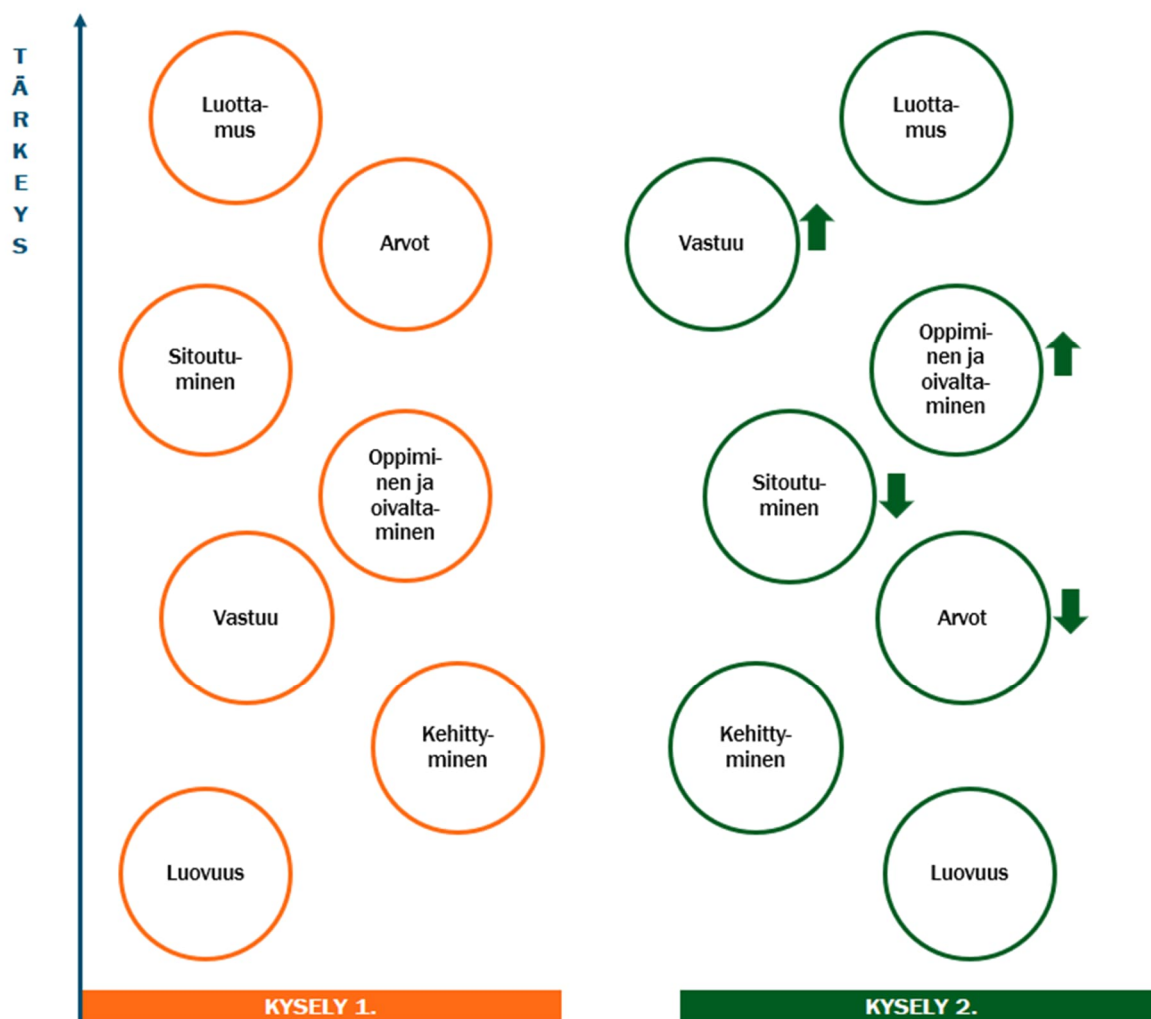 TÄRKEYS
Luotta-
mus
Arvot
Sitoutu-
minen
Oppimi-
nen ja
oivalta-
minen
Vastuu
Kehitty-
minen
Luovuus
KYSELY 1.
Luotta-
mus
Vastuu
Oppimi-
nen ja
oivalta-
minen
Sitoutu-
minen
Arvot
Kehitty-
minen
Luovuus
KYSELY 2.